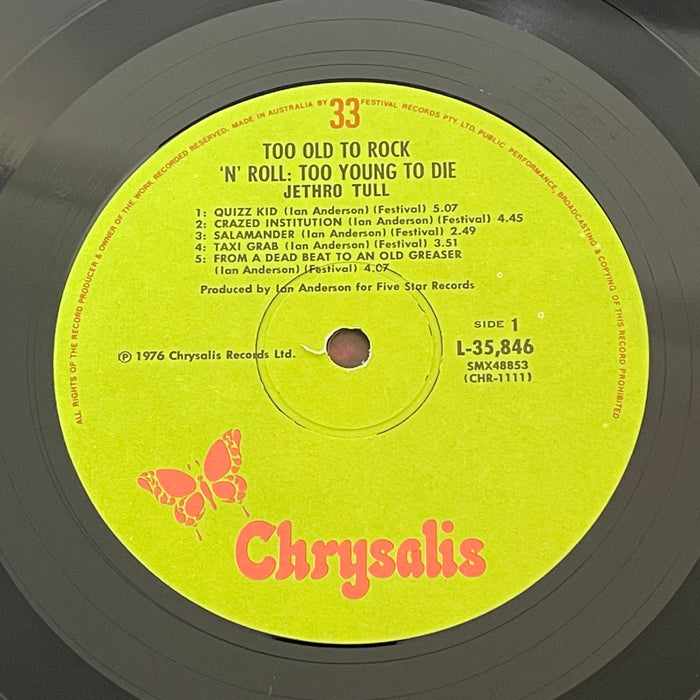 ALL RIGHTS OF THE RECORD PRODUCER & OWNER OF THE WORK RECORDED RESERVED- MADE IN AUSTRALIA BY FESTIVAL RECORDS PTY. LTD. PUBLIC PERFORMANCE, BROADCASTING & COPYING OF THIS RECORD PROHIBITED
33
TOO OLD TO ROCK
'N' ROLL: TOO YOUNG TO DIE
JETHRO TULL
1: QUIZZ KID (Ian Anderson) (Festival) 5.07
2: CRAZED INSTITUTION (Ian Anderson) (Festival) 4.45
3: SALAMANDER (Ian Anderson) (Festival) 2.49
4: TAXI GRAB (Ian Anderson) (Festival) 3.51
5: FROM A DEAD BEAT TO AN OLD GREASER
(Ian Anderson) (Festival) 4.07
Produced by Ian Anderson for Five Star Records
SIDE 1
L-35,846
SMX48853
(CHR-1111)
Ⓟ 1976 Chrysalis Records Ltd.
Chrysalis